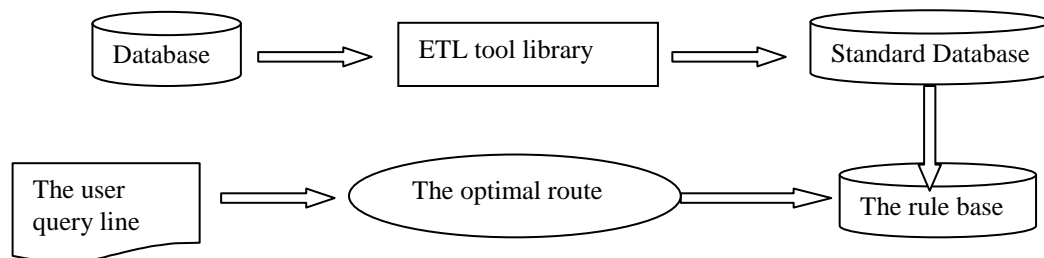 Database
ETL tool library
Standard Database
The user
query line
The optimal route
The rule base